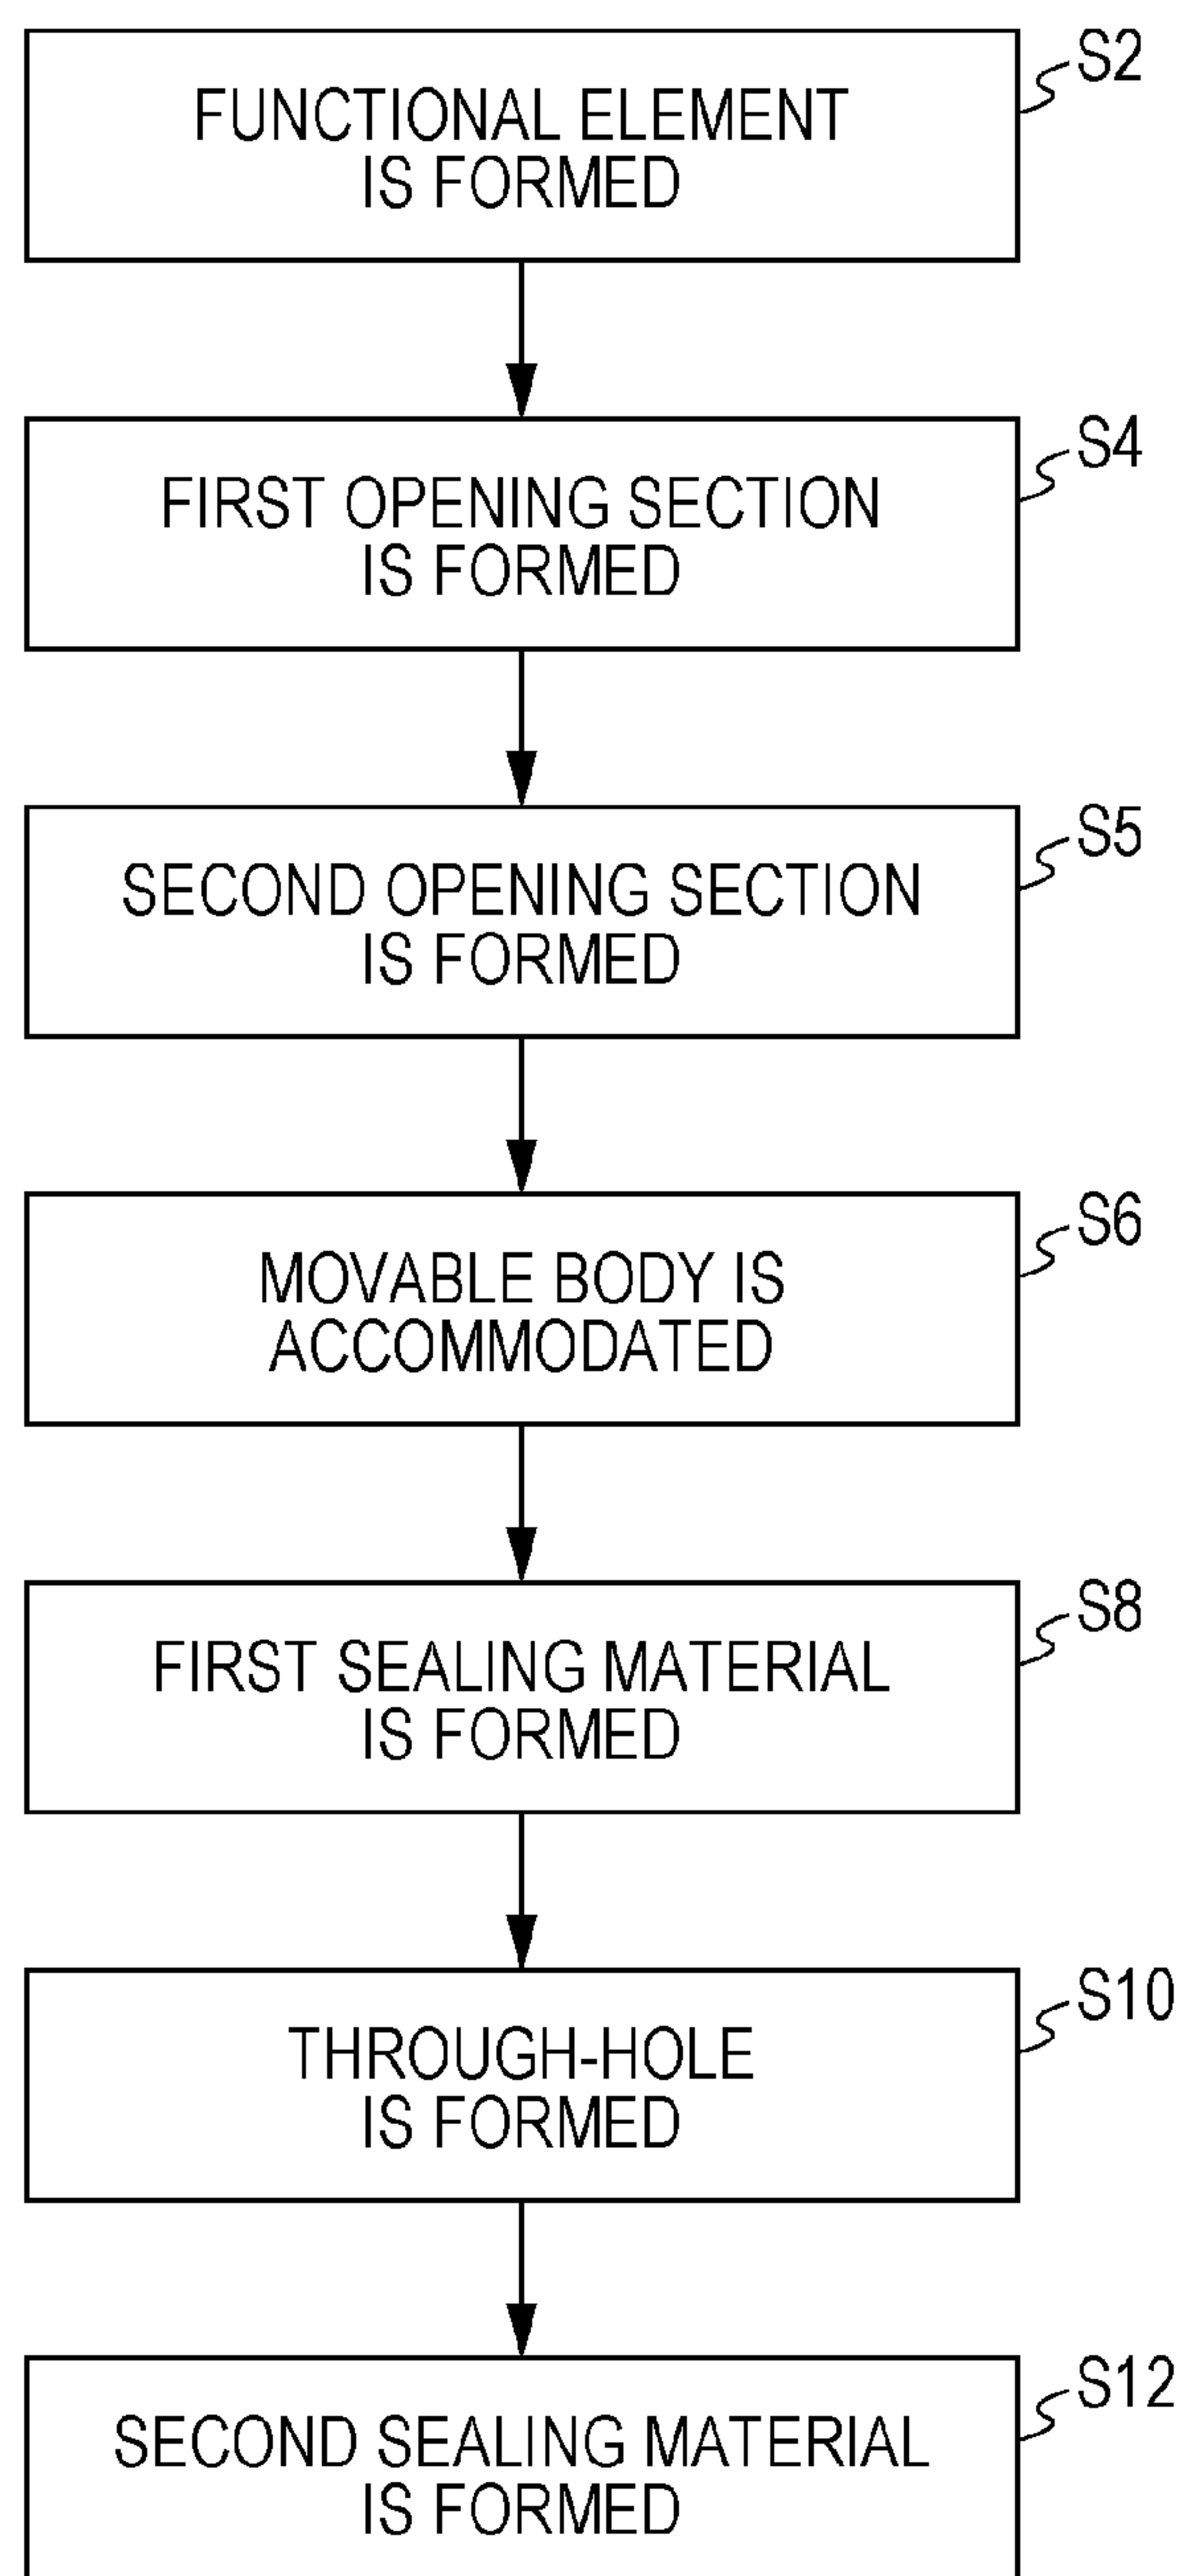 FUNCTIONAL ELEMENT
IS FORMED
S2
FIRST OPENING SECTION
IS FORMED
S4
SECOND OPENING SECTION
IS FORMED
S5
MOVABLE BODY IS
ACCOMMODATED
S6
FIRST SEALING MATERIAL
IS FORMED
S8
THROUGH-HOLE
IS FORMED
S10
SECOND SEALING MATERIAL
IS FORMED
S12